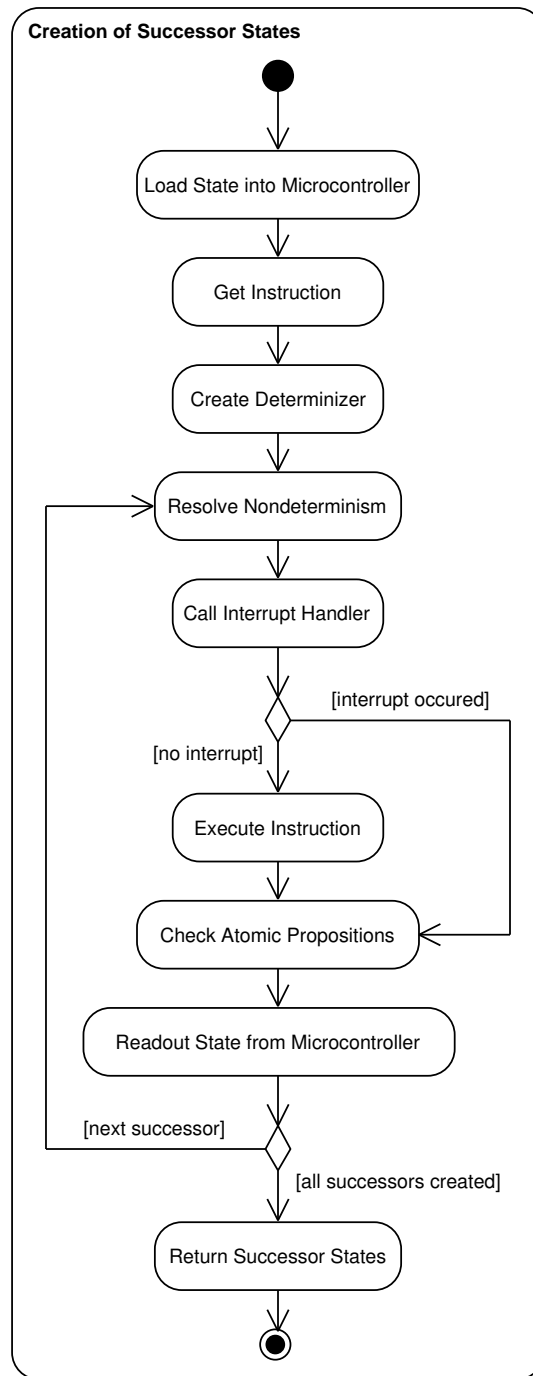 Creation of Successor States
Load State into Microcontroller
Get Instruction
Create Determinizer
Resolve Nondeterminism
Call Interrupt Handler
[interrupt occured]
[no interrupt]
Execute Instruction
Check Atomic Propositions
Readout State from Microcontroller
[next successor]
[all successors created]
Return Successor States